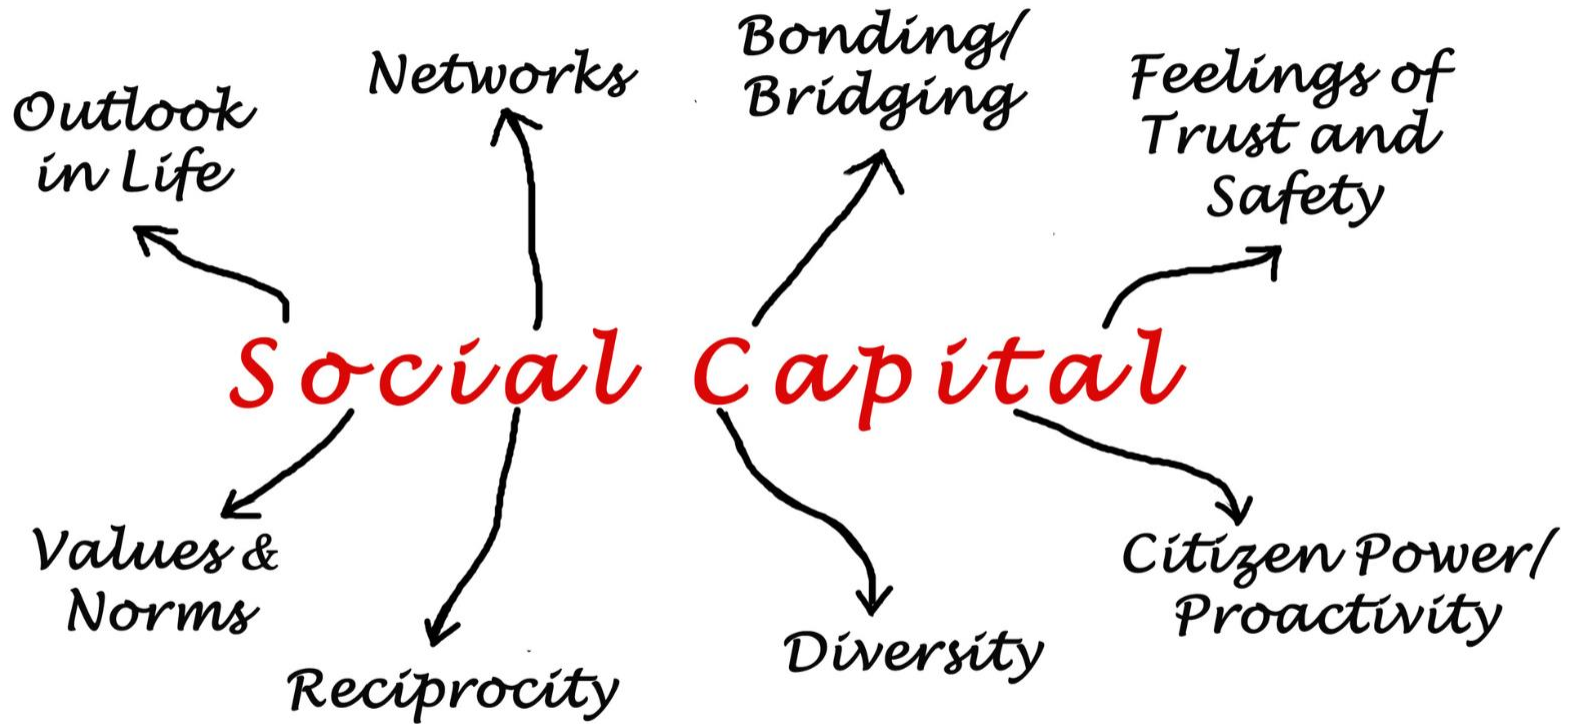 Outlook
in Life
Networks
Bonding/
Bridging
Feelings of
Trust and
Safety
Social Capital
Values &
Norms
Reciprocity
Diversity
Citizen Power/
Proactivity